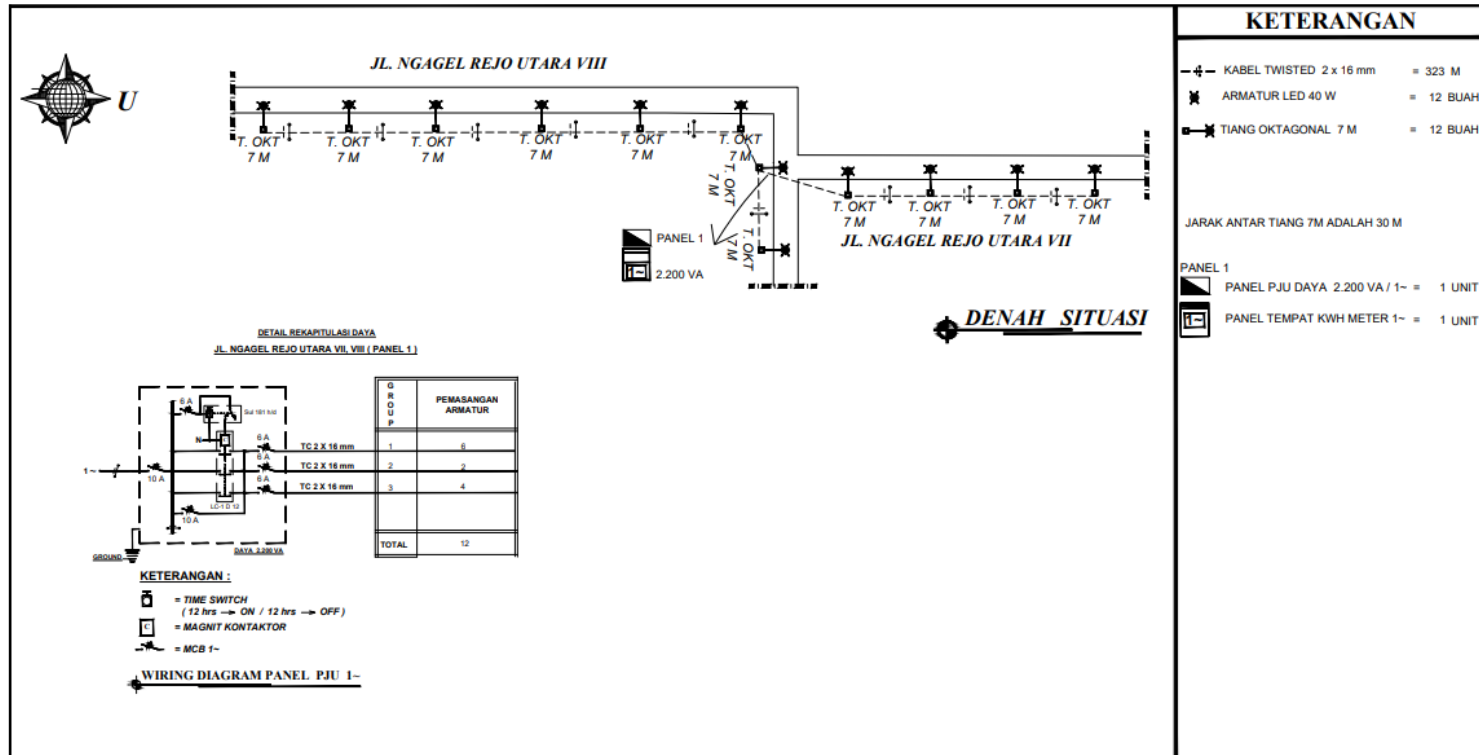 KETERANGAN
KABEL TWISTED 2 x 16 mm = 323 M
ARMATUR LED 40 W = 12 BUAH
TIANG OKTAGONAL 7 M = 12 BUAH
JARAK ANTAR TIANG 7M ADALAH 30 M
PANEL 1
PANEL PJU DAYA 2.200 VA / 1~ = 1 UNIT
PANEL TEMPAT KWH METER 1~ = 1 UNIT
1~
U
JL. NGAGEL REJO UTARA VIII
T. OKT
7 M
T. OKT
7 M
T. OKT
7 M
T. OKT
7 M
T. OKT
7 M
T. OKT
7 M
T. OKT
7 M
T. OKT
7 M
T. OKT
7 M
T. OKT
7 M
T. OKT
7 M
T. OKT
7 M
JL. NGAGEL REJO UTARA VII
PANEL 1
1~
2.200 VA
DENAH SITUASI
DETAIL REKAPITULASI DAYA
JL. NGAGEL REJO UTARA VII, VIII ( PANEL 1 )
6 A
Sul 181 h/d
N
C
6 A
TC 2 X 16 mm
6 A
TC 2 X 16 mm
6 A
TC 2 X 16 mm
1~
10 A
LC-1 D 12
10 A
GROUND
DAYA 2.200 VA
GROUP PEMASANGAN
ARMATUR
1 6
2 2
3 4
TOTAL 12
KETERANGAN :
= TIME SWITCH
( 12 hrs → ON / 12 hrs → OFF )
C = MAGNIT KONTAKTOR
= MCB 1~
WIRING DIAGRAM PANEL PJU 1~